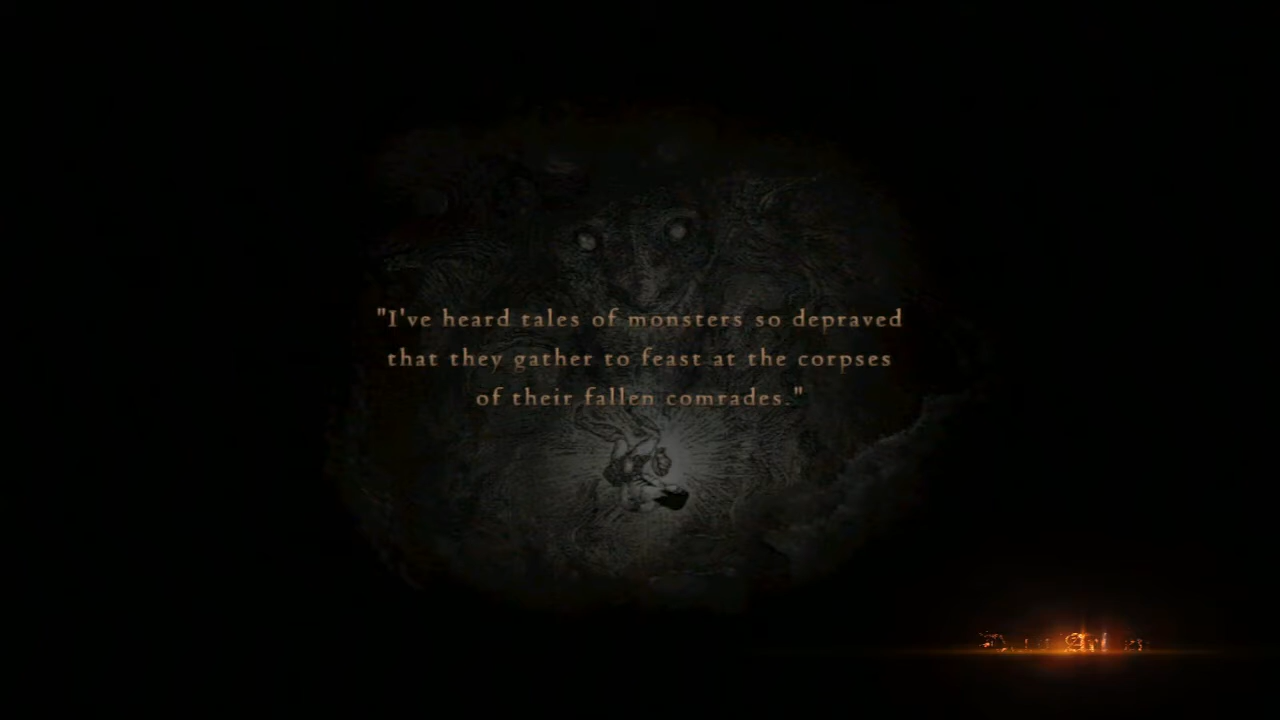 "I've heard tales of monsters so depraved
that they gather to feast at the corpses
of their fallen comrades."